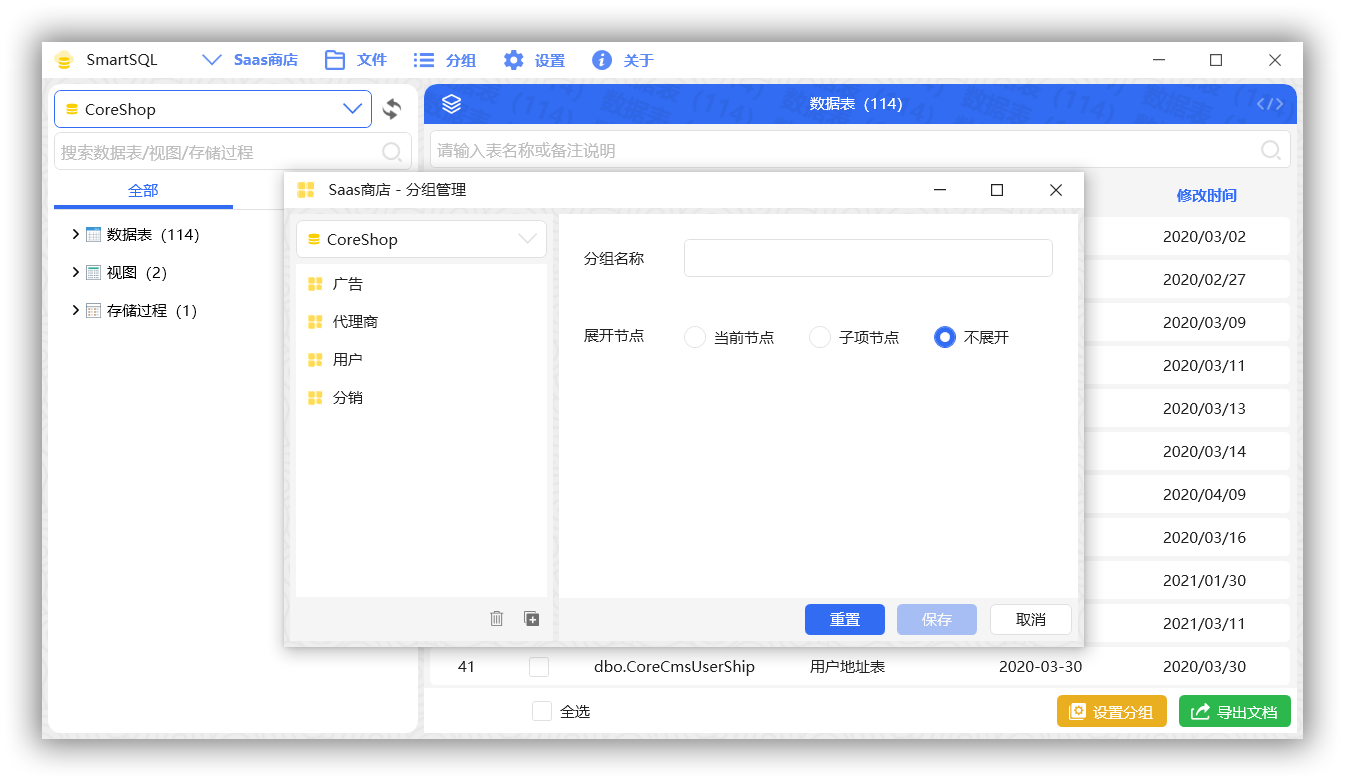 SmartSQL Saas商店 文件 分组 设置 关于
CoreShop
搜索数据表/视图/存储过程
全部
数据表 (114)
视图 (2)
存储过程 (1)
数据表 (114)
请输入表名称或备注说明
修改时间
2020/03/02
2020/02/27
2020/03/09
2020/03/11
2020/03/13
2020/03/14
2020/04/09
2020/03/16
2021/01/30
2021/03/11
41 dbo.CoreCmsUserShip 用户地址表 2020-03-30 2020/03/30
全选 设置分组 导出文档
Saas商店 - 分组管理
CoreShop
广告
代理商
用户
分销
分组名称
展开节点 当前节点 子项节点 不展开
重置 保存 取消